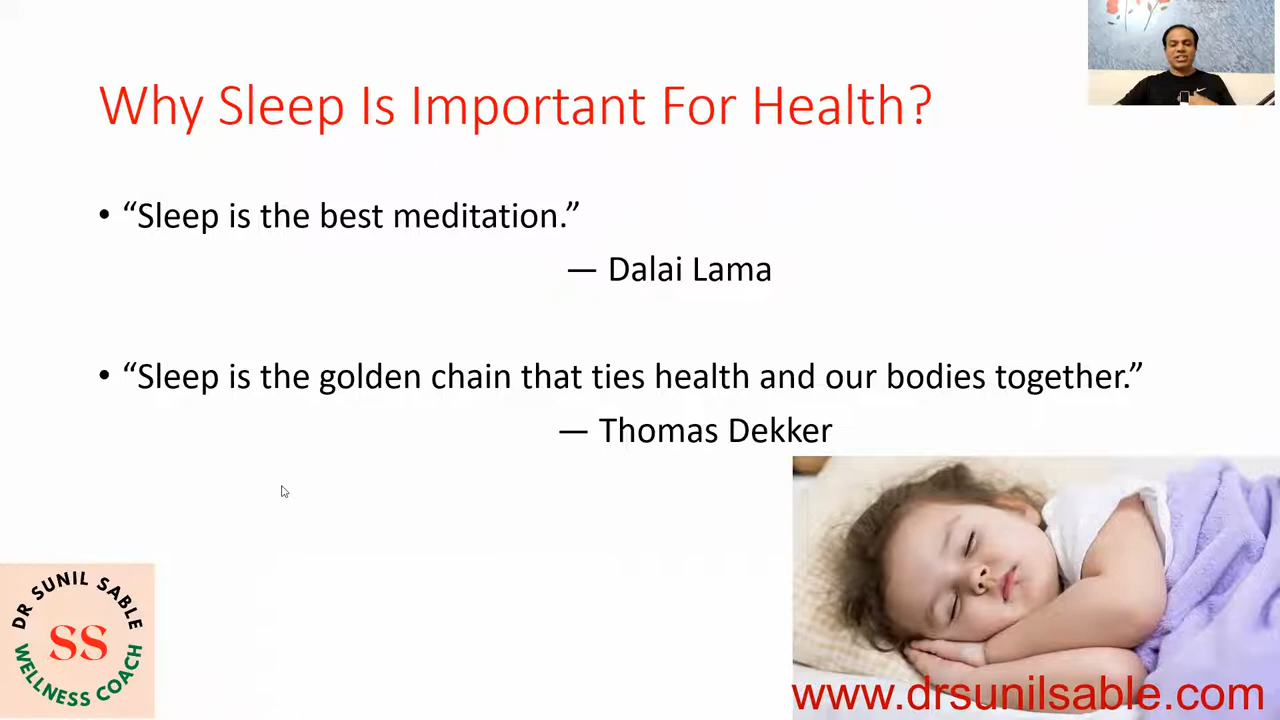 Why Sleep Is Important For Health?
• “Sleep is the best meditation.”
— Dalai Lama
• “Sleep is the golden chain that ties health and our bodies together.”
— Thomas Dekker
DR SUNIL SABLE
SS
WELLNESS COACH
www.drsunilsable.com